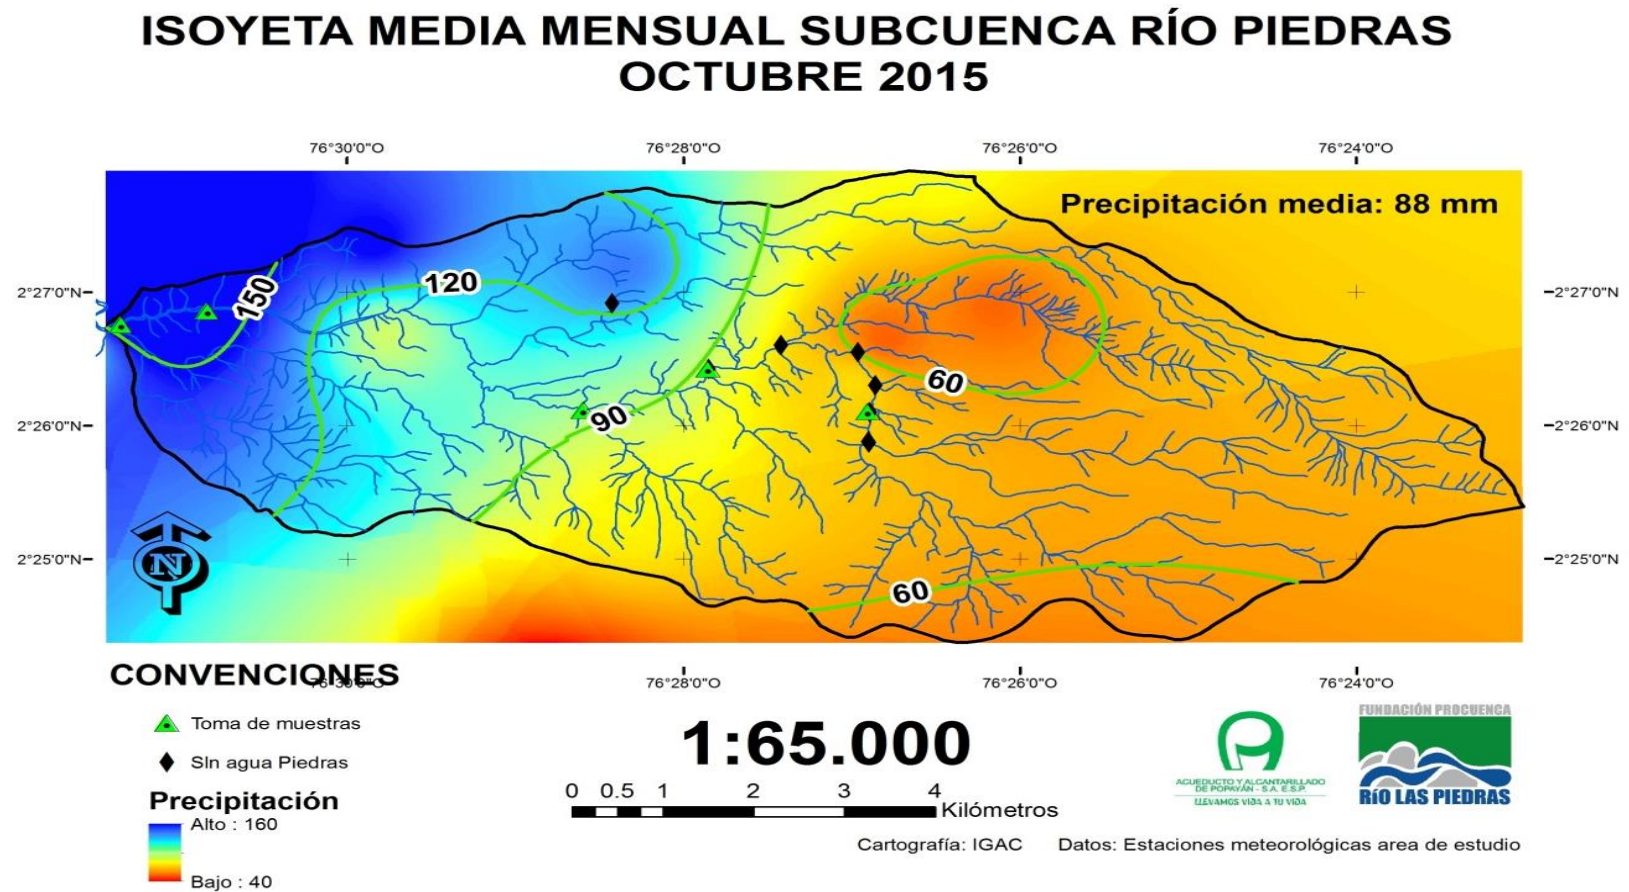 ISOYETA MEDIA MENSUAL SUBCUENCA RÍO PIEDRAS
OCTUBRE 2015
76°30'0"O 76°28'0"O 76°26'0"O 76°24'0"O
Precipitación media: 88 mm
2°27'0"N 2°27'0"N
150
120
60
90
2°26'0"N 2°26'0"N
N
2°25'0"N 2°25'0"N
60
CONVENCIONES
76°30'0"O 76°28'0"O 76°26'0"O 76°24'0"O
Toma de muestras
Sln agua Piedras
1:65.000
0 0.5 1 2 3 4
Kilómetros
Precipitación
Alto : 160
Bajo : 40
ACUEDUCTO Y ALCANTARILLADO
DE POPAYÁN - S.A. E.S.P.
LLEVAMOS VIDA A TU VIDA
FUNDACIÓN PROCUENCA
RÍO LAS PIEDRAS
Cartografía: IGAC Datos: Estaciones meteorológicas area de estudio